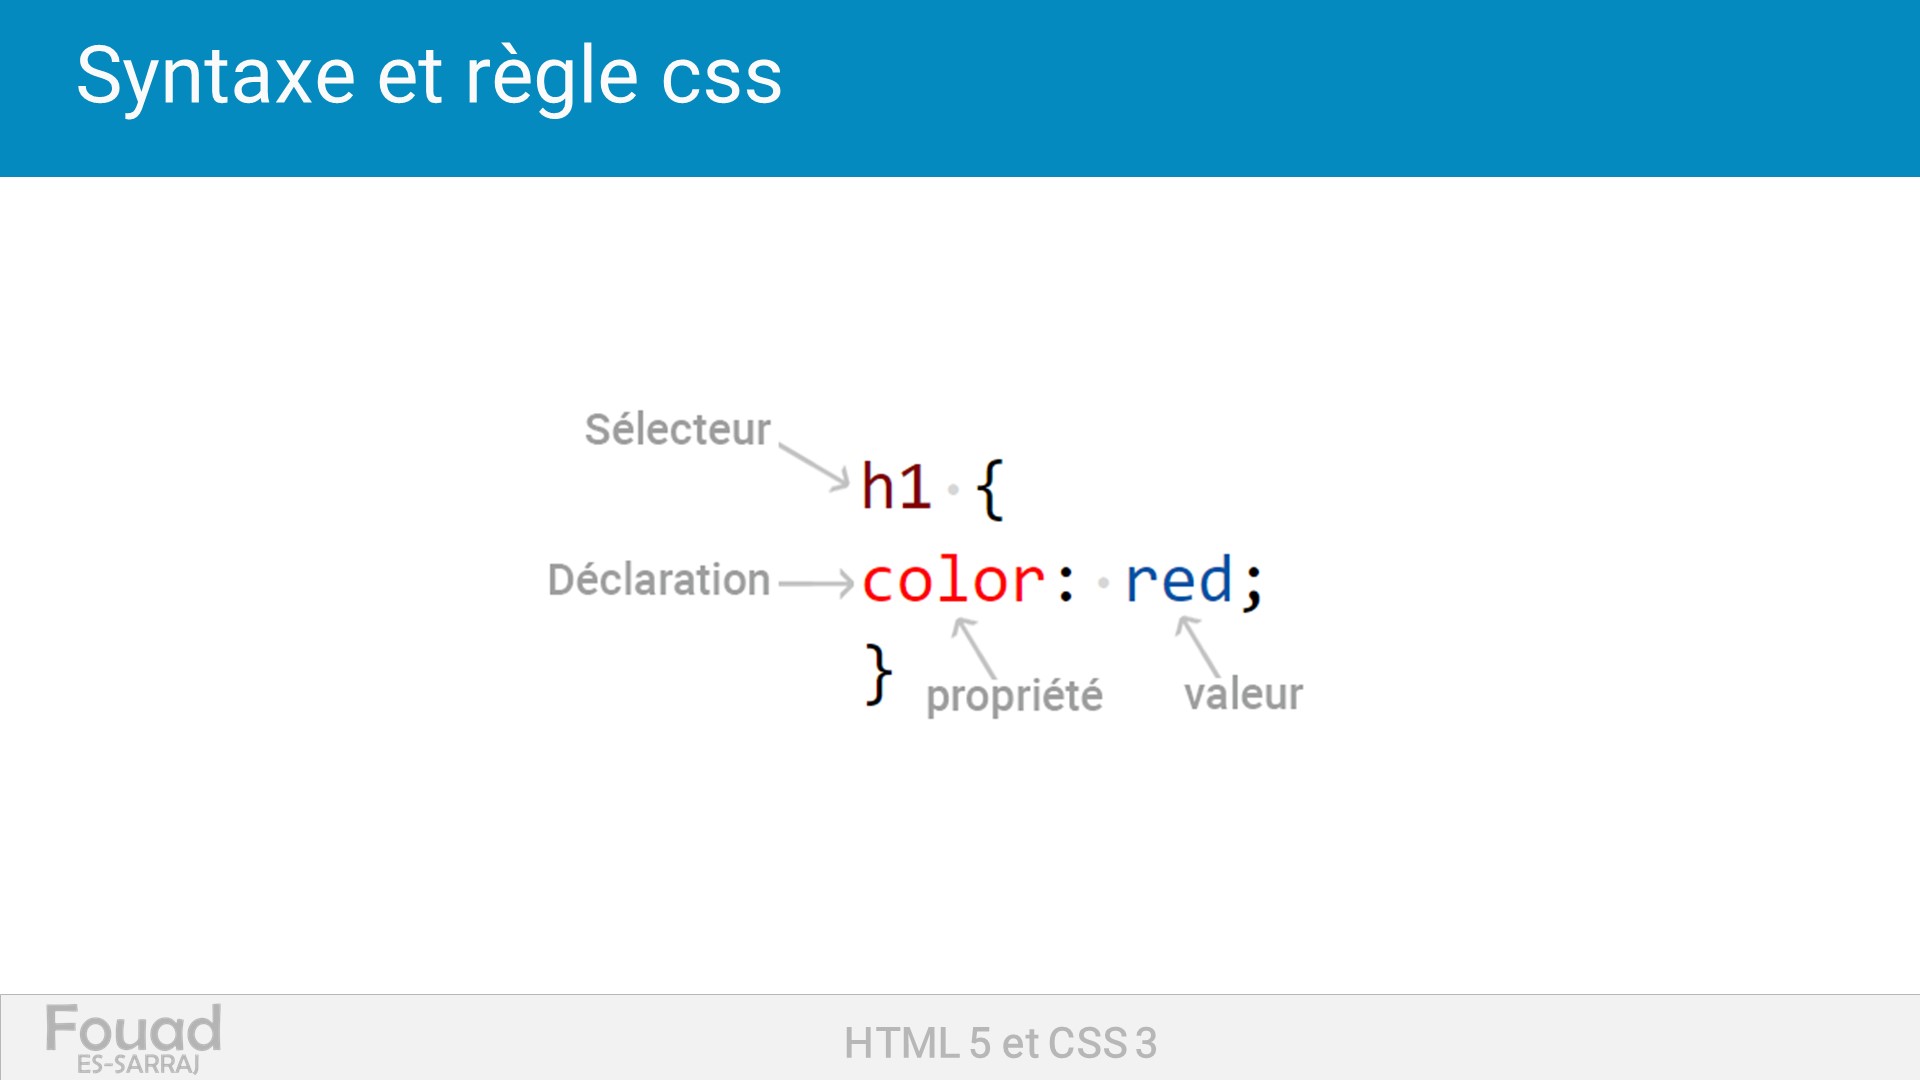 Syntaxe et règle css
Sélecteur
h1 {
Déclaration
color: red;
}
propriété
valeur
Fouad
ES-SARRAJ
HTML 5 et CSS 3